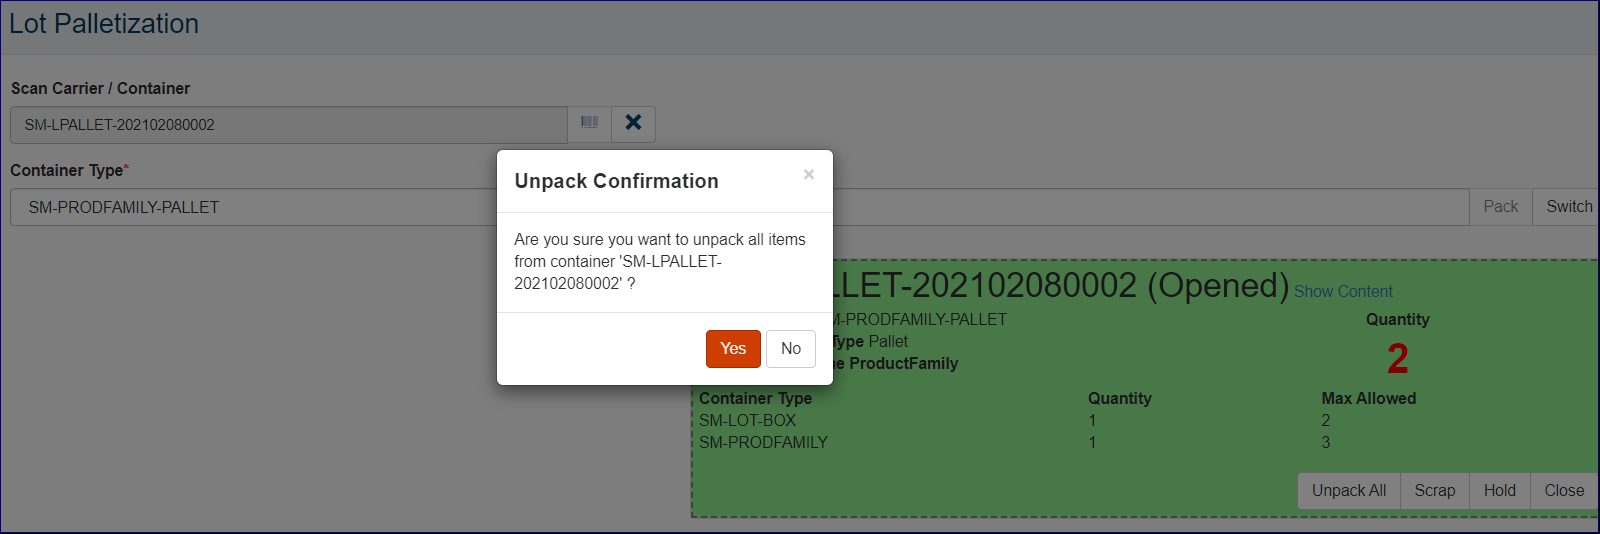 Lot Palletization
Scan Carrier / Container
SM-LPALLET-202102080002
Container Type*
SM-PRODFAMILY-PALLET
Pack Switch
Unpack Confirmation ×
Are you sure you want to unpack all items
from container 'SM-LPALLET-
202102080002' ?
Yes No
LLET-202102080002 (Opened) Show Content
M-PRODFAMILY-PALLET Quantity
Type Pallet
2
e ProductFamily
Container Type Quantity Max Allowed
SM-LOT-BOX 1 2
SM-PRODFAMILY 1 3
Unpack All Scrap Hold Close